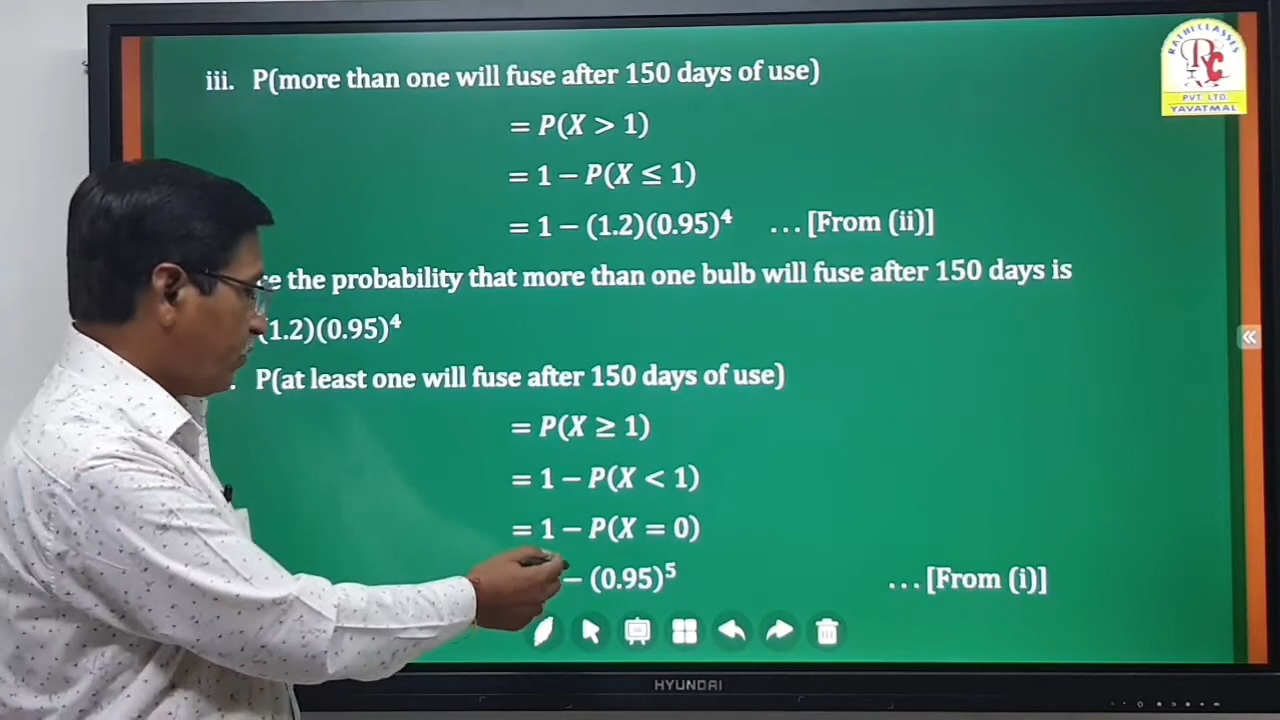 iii. P(more than one will fuse after 150 days of use)
= P(X > 1)
= 1 − P(X ≤ 1)
= 1 − (1.2)(0.95)⁴ ...[From (ii)]
the probability that more than one bulb will fuse after 150 days is
(1.2)(0.95)⁴
P(at least one will fuse after 150 days of use)
= P(X ≥ 1)
= 1 − P(X < 1)
= 1 − P(X = 0)
− (0.95)⁵ ...[From (i)]
RATHI CLASSES
RC
PVT. LTD.
YAVATMAL
HYUNDAI